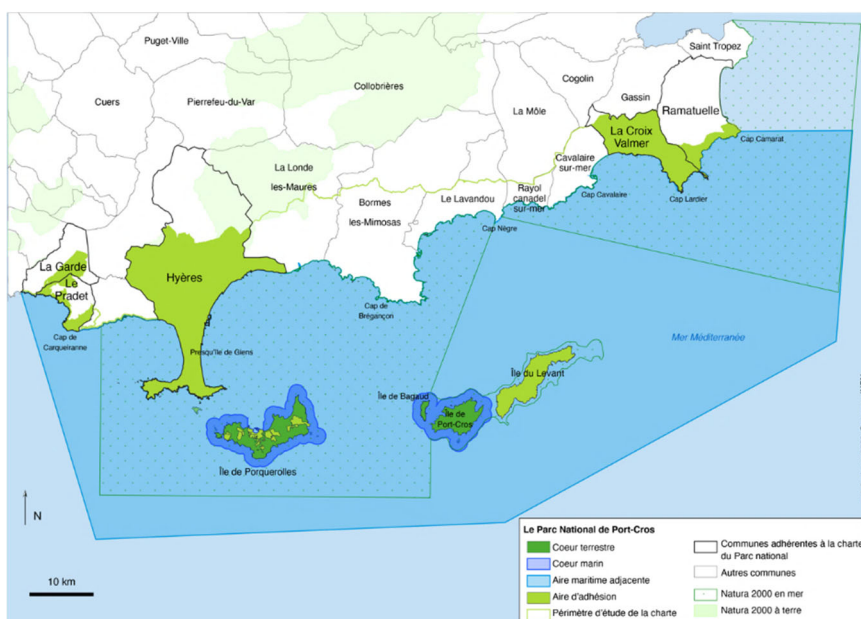 Saint Tropez
Puget-Ville
Cogolin
Collobrières
Gassin
Cuers
Pierrefeu-du-Var
La Môle
Ramatuelle
La Croix
Valmer
Cap Camarat
La Londe
les-Maures
Cavalaire
sur-mer
Rayol
canadel
sur-mer
Cap Cavalaire
Cap Lardier
Bormes
les-Mimosas
Le Lavandou
Cap Nègre
La Garde
Le
Pradet
Hyères
Cap de
Carqueiranne
Cap de
Brégançon
Presqu'île de Giens
Mer Méditerranée
Île du Levant
Île de Bagaud
Île de
Port-Cros
Île de Porquerolles
N
10 km
Le Parc National de Port-Cros
Coeur terrestre
Coeur marin
Aire maritime adjacente
Aire d'adhésion
Périmètre d'étude de la charte
Communes adhérentes à la charte
du Parc national
Autres communes
Natura 2000 en mer
Natura 2000 à terre